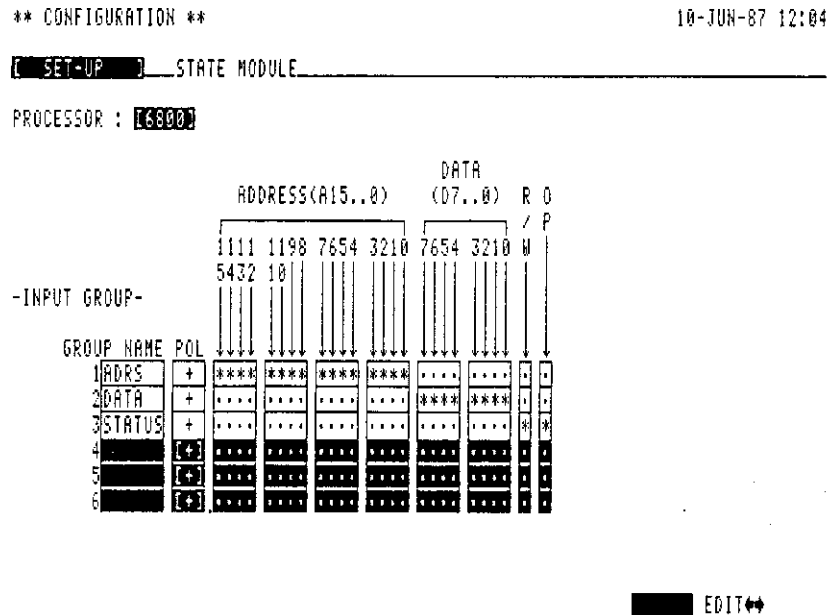 ** CONFIGURATION ** 10-JUN-87 12:04
[ SET-UP ] STATE MODULE
PROCESSOR : [6800]
DATA
ADDRESS(A15..0) (D7..0) R O
/ P
1111 1198 7654 3210 7654 3210 W
5432 10
-INPUT GROUP-
GROUP NAME POL
1 ADRS + **** **** **** **** .... .... . .
2 DATA + .... .... .... .... **** **** . .
3 STATUS + .... .... .... .... .... .... * *
4 [+] .... .... .... .... .... .... . .
5 [+] .... .... .... .... .... .... . .
6 [+] .... .... .... .... .... .... . .
EDIT